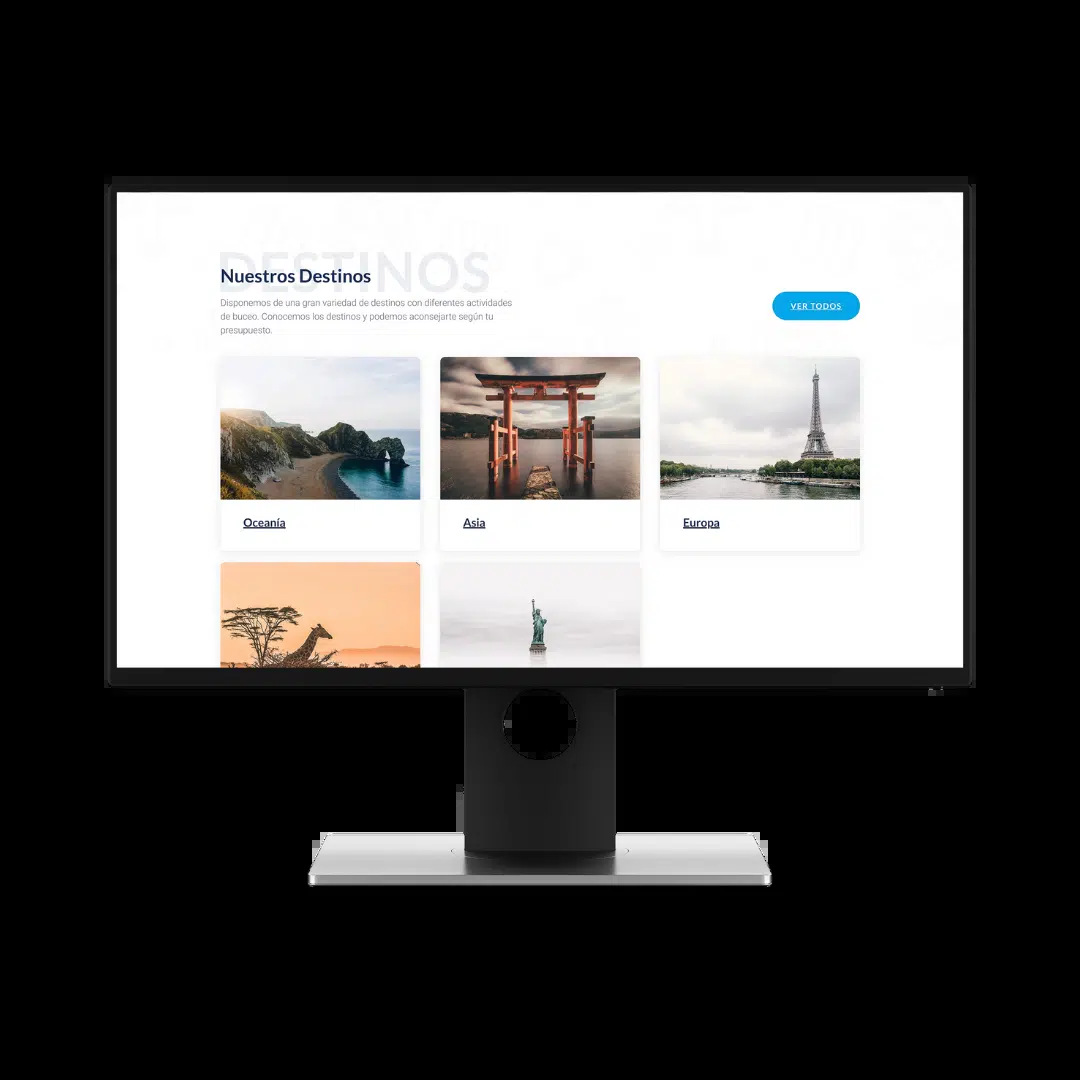 DESTINOS
Nuestros Destinos
Disponemos de una gran variedad de destinos con diferentes actividades
de buceo. Conocemos los destinos y podemos aconsejarte según tu
presupuesto.
VER TODOS
Oceanía
Asia
Europa